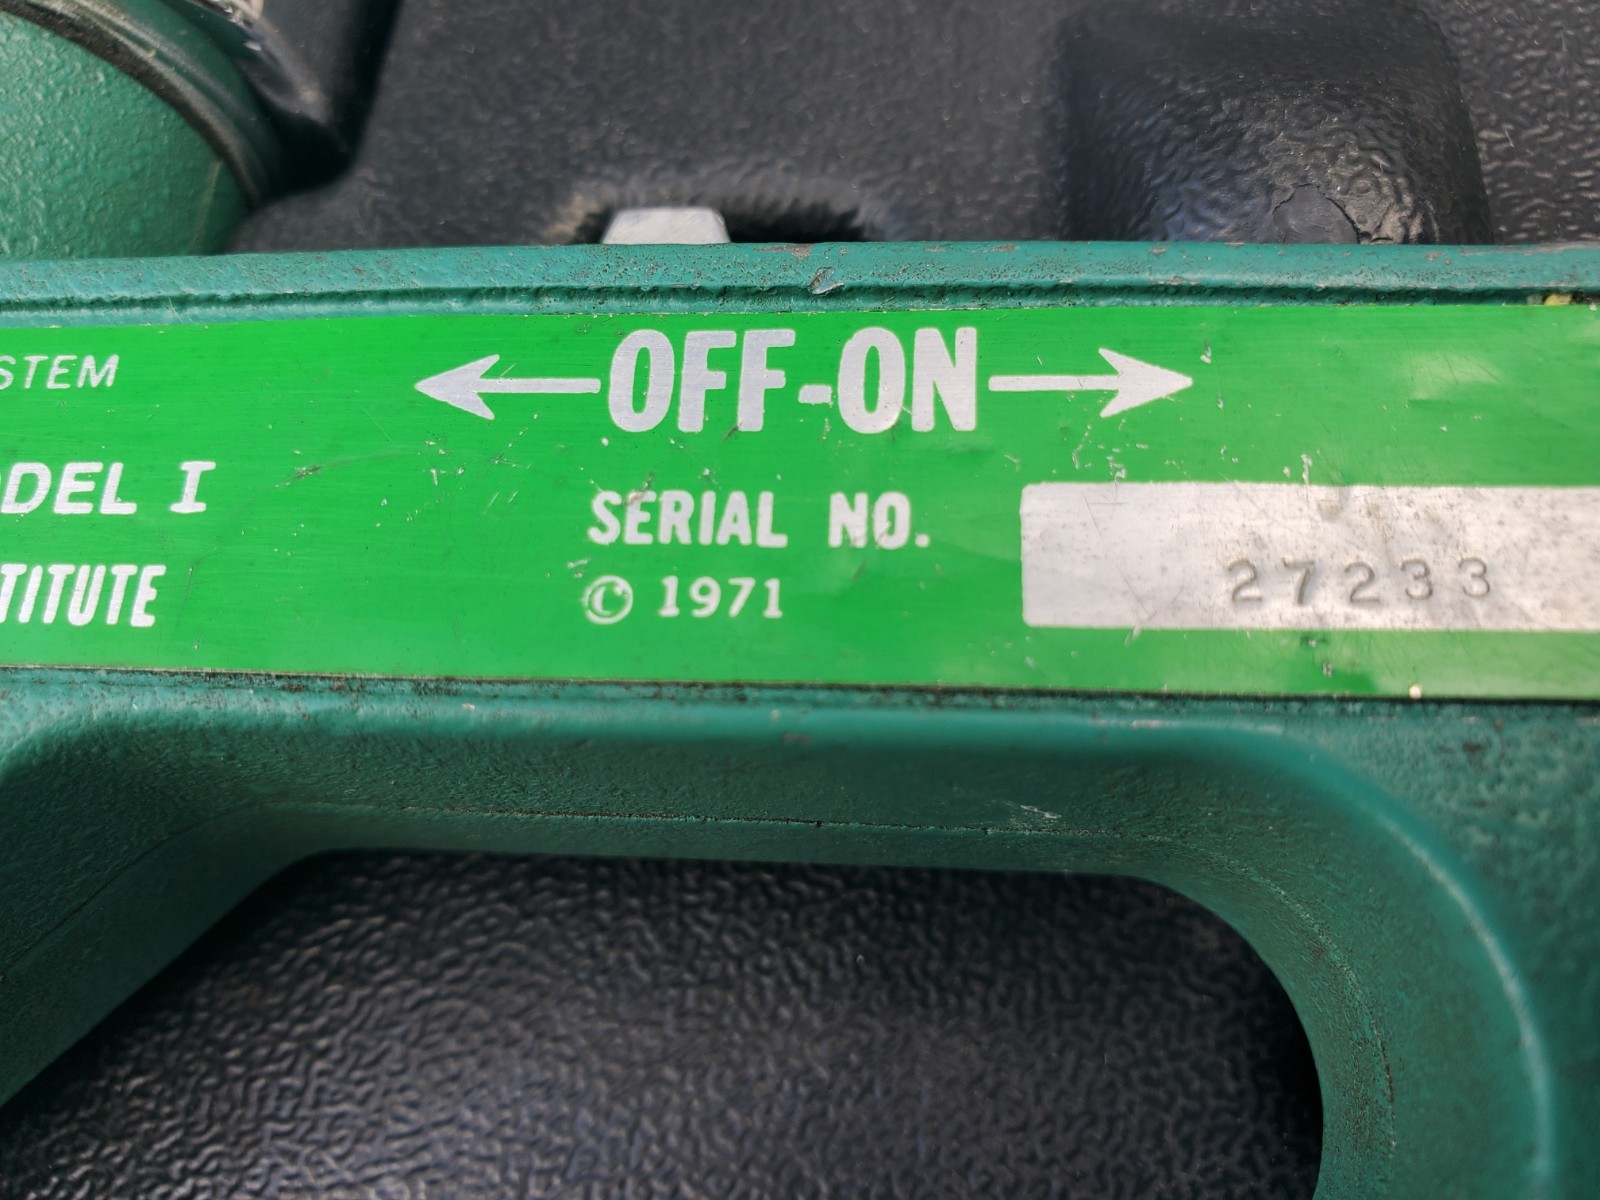 STEM
← OFF-ON →
DEL I
SERIAL NO.
TITUTE
© 1971
27233